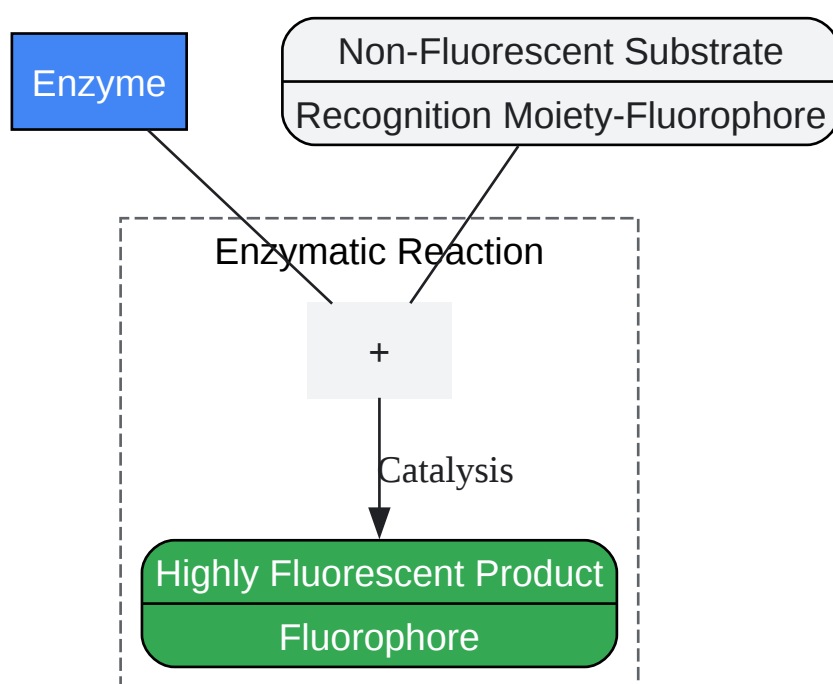 Enzyme
Non-Fluorescent Substrate
Recognition Moiety-Fluorophore
Enzymatic Reaction
+
Catalysis
Highly Fluorescent Product
Fluorophore